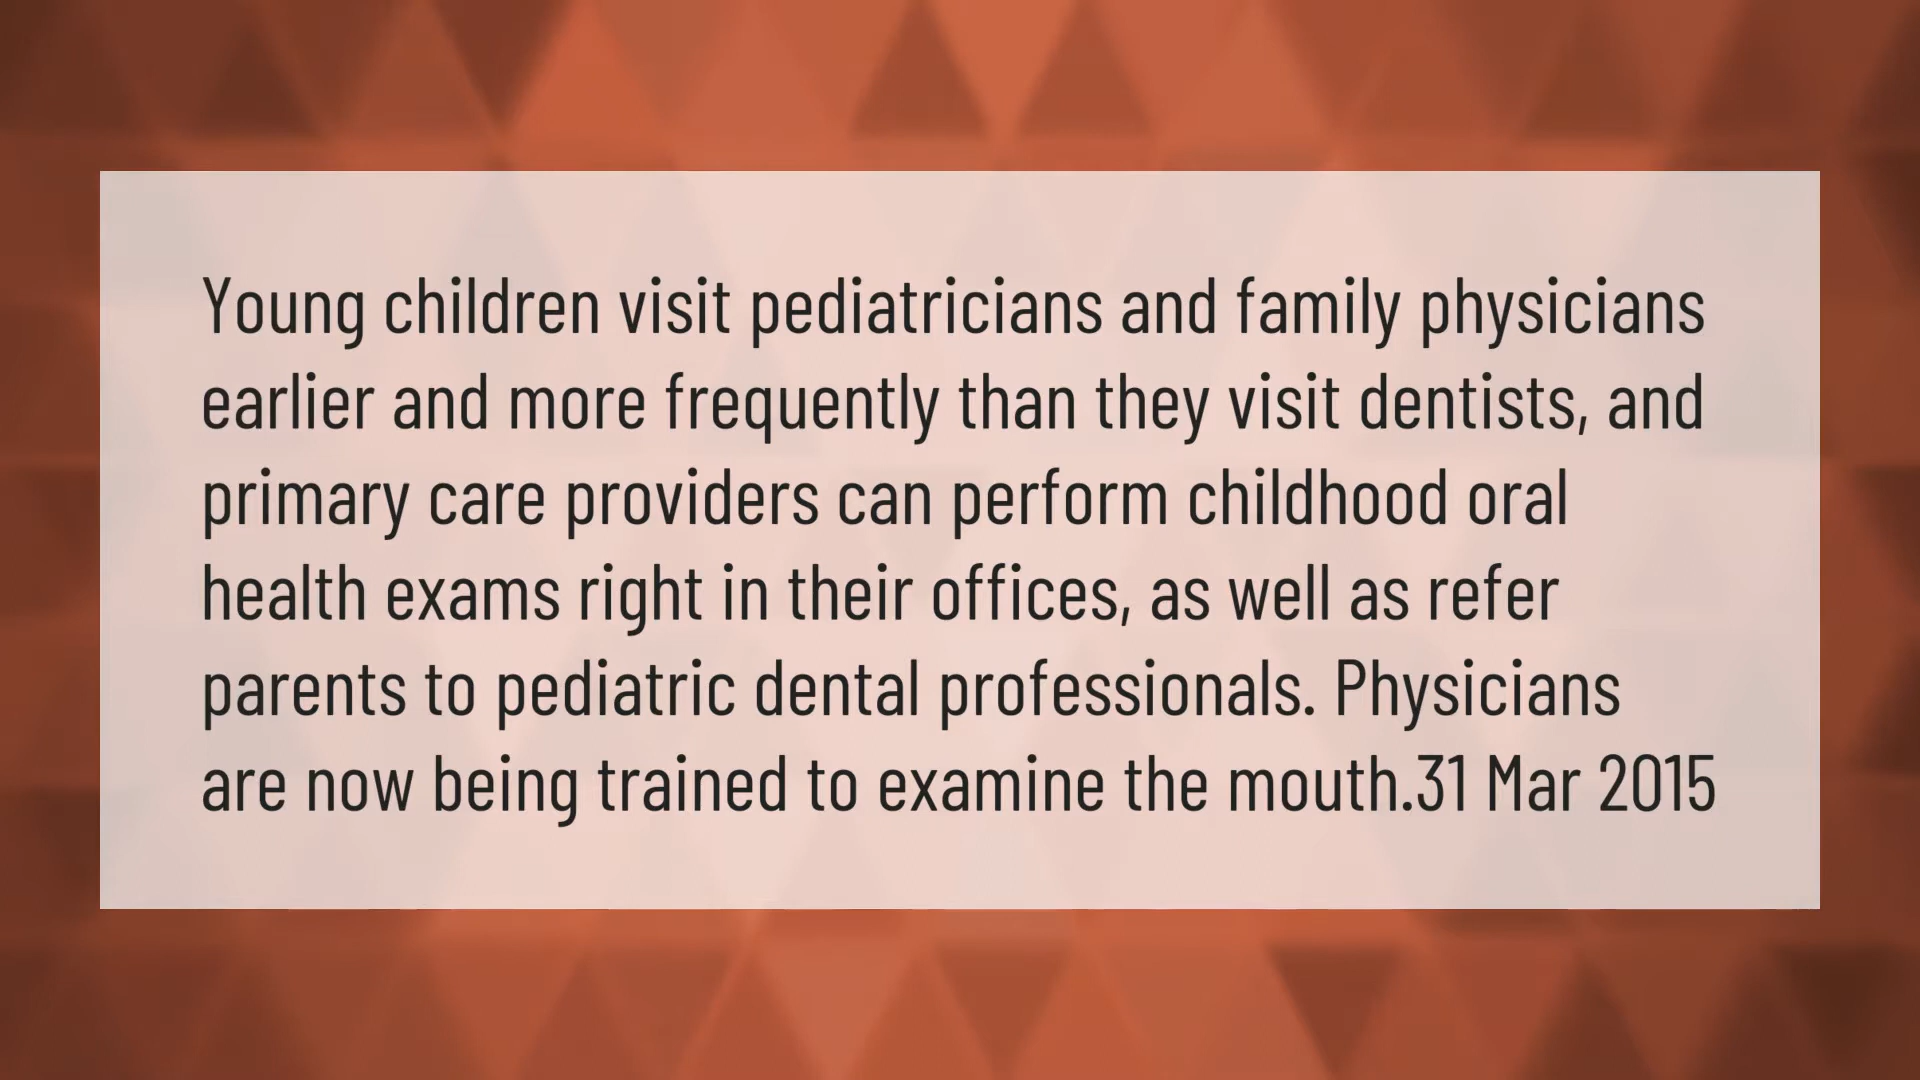 Young children visit pediatricians and family physicians
earlier and more frequently than they visit dentists, and
primary care providers can perform childhood oral
health exams right in their offices, as well as refer
parents to pediatric dental professionals. Physicians
are now being trained to examine the mouth.31 Mar 2015